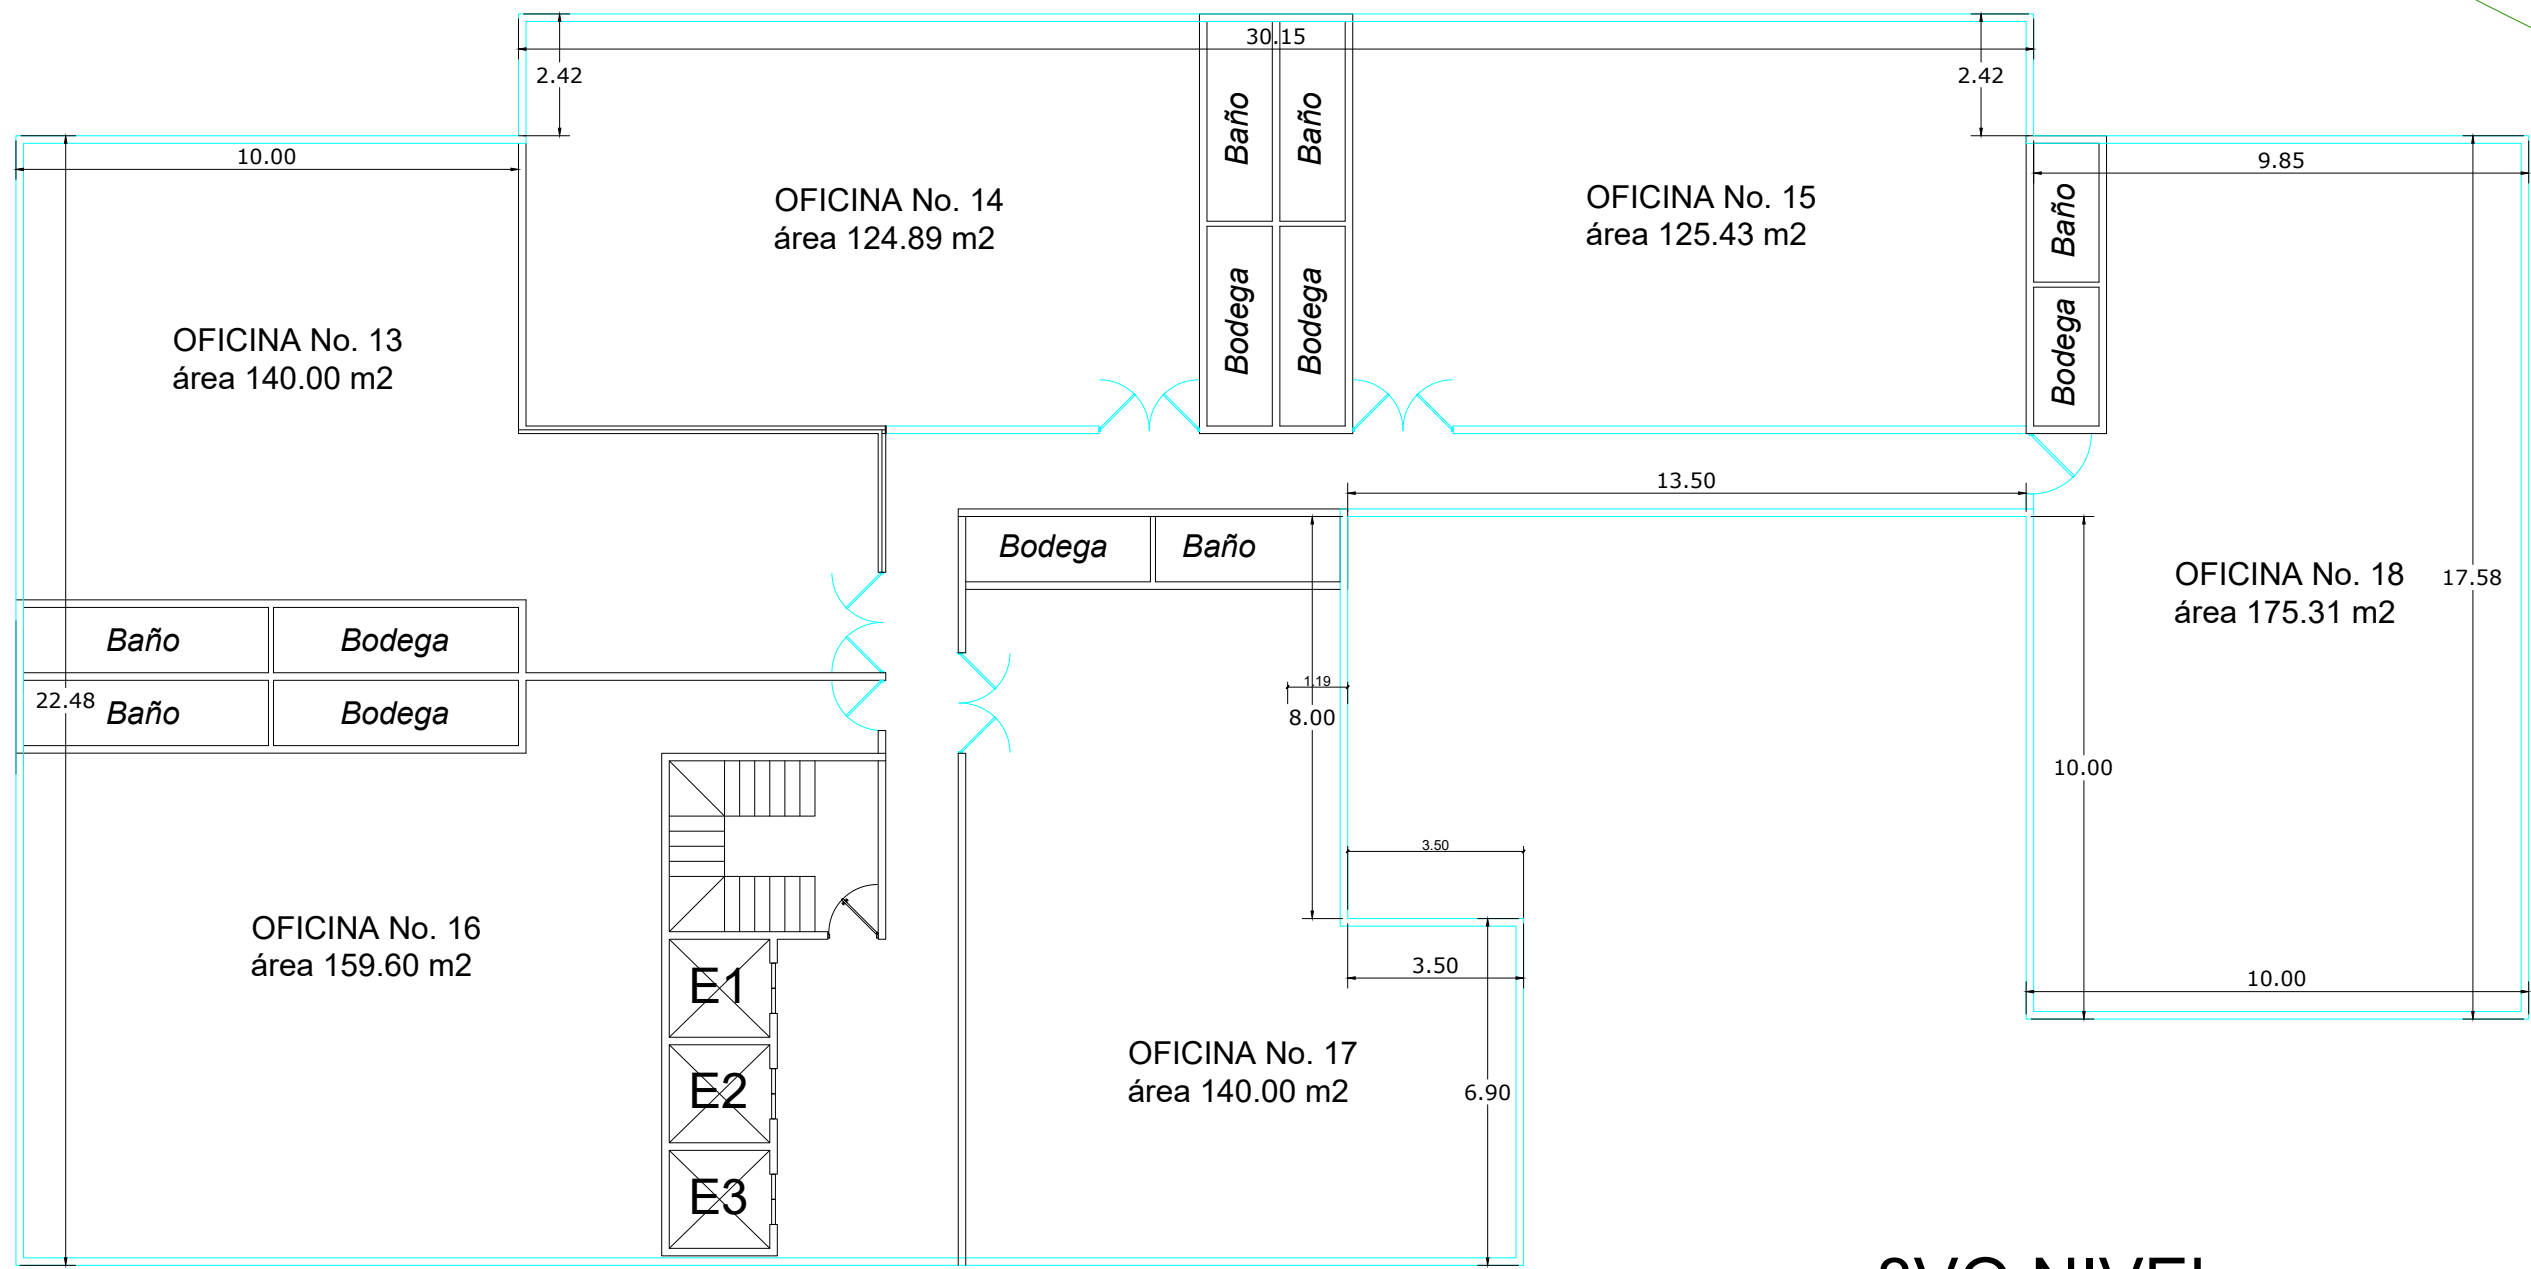 30.15
2.42
2.42
10.00
9.85
Baño
Baño
OFICINA No. 14
área 124.89 m2
OFICINA No. 15
área 125.43 m2
Baño
Bodega
Bodega
Bodega
OFICINA No. 13
área 140.00 m2
13.50
Bodega
Baño
OFICINA No. 18
área 175.31 m2
17.58
Baño
Bodega
22.48
Baño
Bodega
1.19
8.00
10.00
3.50
OFICINA No. 16
área 159.60 m2
E1
3.50
10.00
OFICINA No. 17
área 140.00 m2
6.90
E2
E3
NIVEL